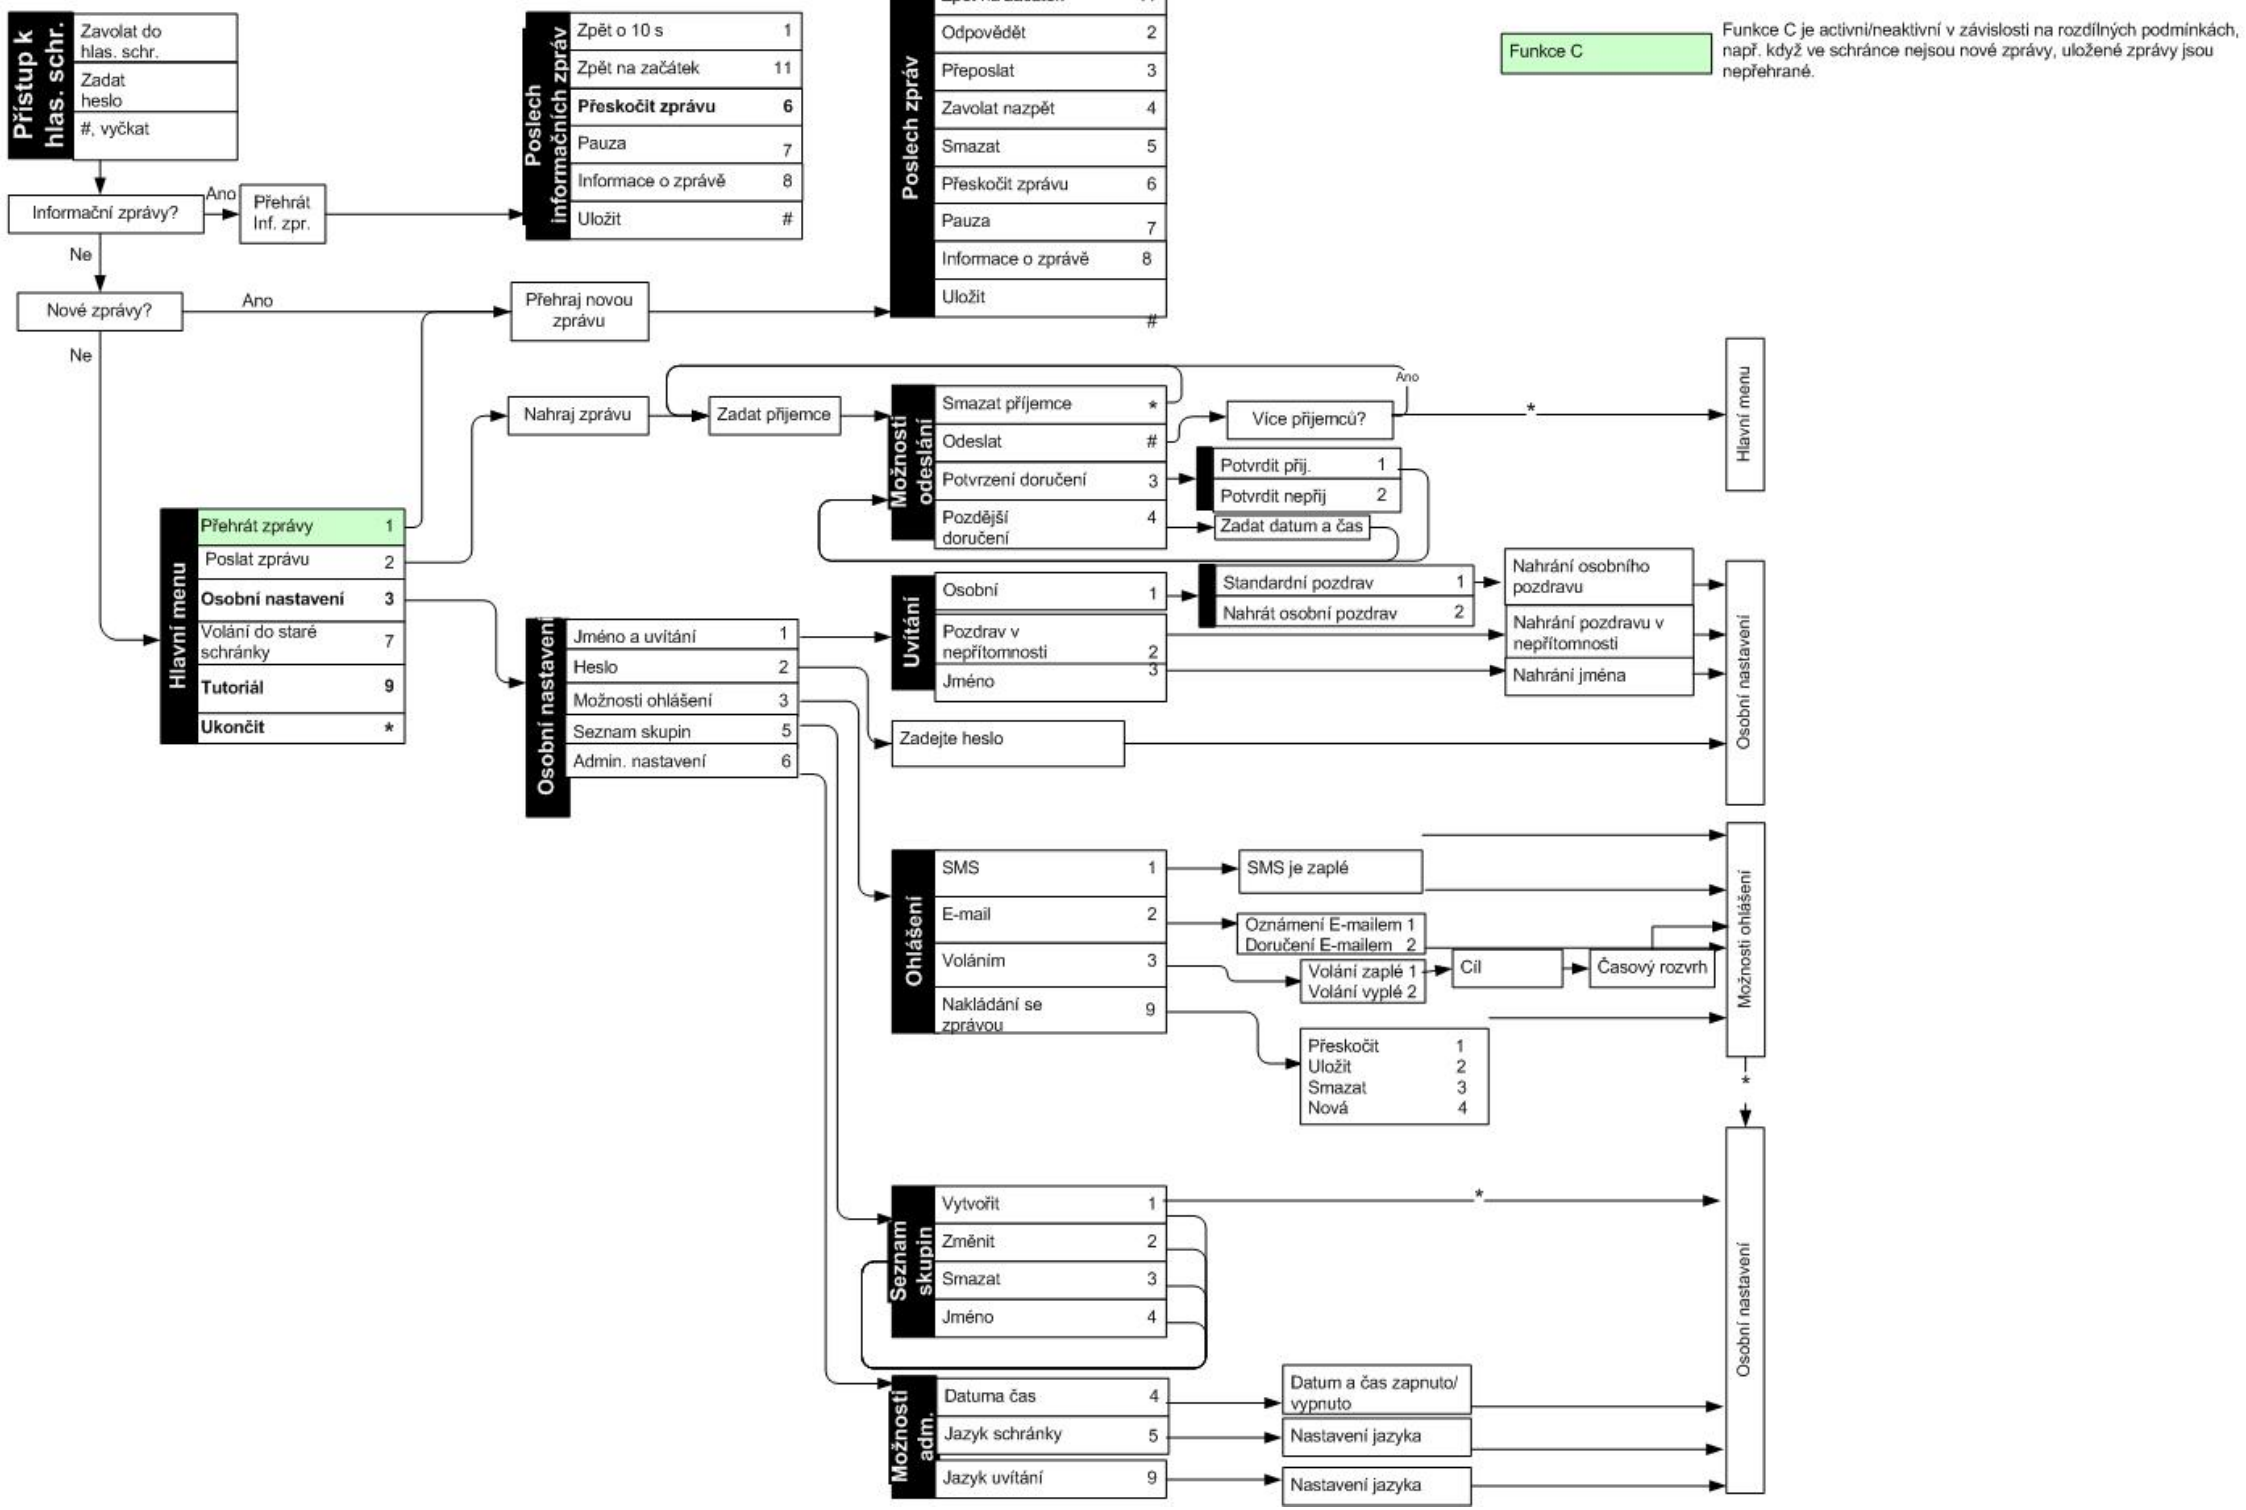 Přístup k
hlas. schr.
Zavolat do
hlas. schr.
Zadat
heslo
#, vyčkat
Informační zprávy?
Ano
Přehrát
Inf. zpr.
Ne
Nové zprávy?
Ano
Ne
Poslech
informačních zpráv
Zpět o 10 s 1
Zpět na začátek 11
Přeskočit zprávu 6
Pauza 7
Informace o zprávě 8
Uložit #
Přehraj novou
zprávu
Poslech zpráv
Odpovědět 2
Přeposlat 3
Zavolat nazpět 4
Smazat 5
Přeskočit zprávu 6
Pauza 7
Informace o zprávě 8
Uložit
#
Funkce C
Funkce C je activni/neaktivní v závislosti na rozdílných podmínkách,
např. když ve schránce nejsou nové zprávy, uložené zprávy jsou
nepřehrané.
Hlavní menu
Přehrát zprávy 1
Poslat zprávu 2
Osobní nastavení 3
Volání do staré
schránky 7
Tutoriál 9
Ukončit *
Nahraj zprávu
Zadat přijemce
Možnosti
odeslání
Smazat příjemce *
Odeslat #
Potvrzení doručení 3
Pozdější
doručení 4
Ano
Více přijemců?
*
Hlavní menu
Potvrdit přij. 1
Potvrdit nepřij 2
Zadat datum a čas
Osobní nastavení
Jméno a uvítání 1
Heslo 2
Možnosti ohlášení 3
Seznam skupin 5
Admin. nastavení 6
Uvítání
Osobní 1
Pozdrav v
nepřítomnosti 2
Jméno 3
Standardní pozdrav 1
Nahrát osobní pozdrav 2
Nahrání osobního
pozdravu
Nahrání pozdravu v
nepřítomnosti
Nahrání jména
Osobní nastavení
Zadejte heslo
Ohlášení
SMS 1
E-mail 2
Voláním 3
Nakládání se
zprávou 9
SMS je zaplé
Oznámení E-mailem 1
Doručení E-mailem 2
Volání zaplé 1
Volání vyplé 2
Cíl
Časový rozvrh
Přeskočit 1
Uložit 2
Smazat 3
Nová 4
Možnosti ohlášení
*
Seznam
skupin
Vytvořit 1
Změnit 2
Smazat 3
Jméno 4
*
Osobní nastavení
Možnosti
adm.
Datuma čas 4
Jazyk schránky 5
Jazyk uvítání 9
Datum a čas zapnuto/
vypnuto
Nastavení jazyka
Nastavení jazyka